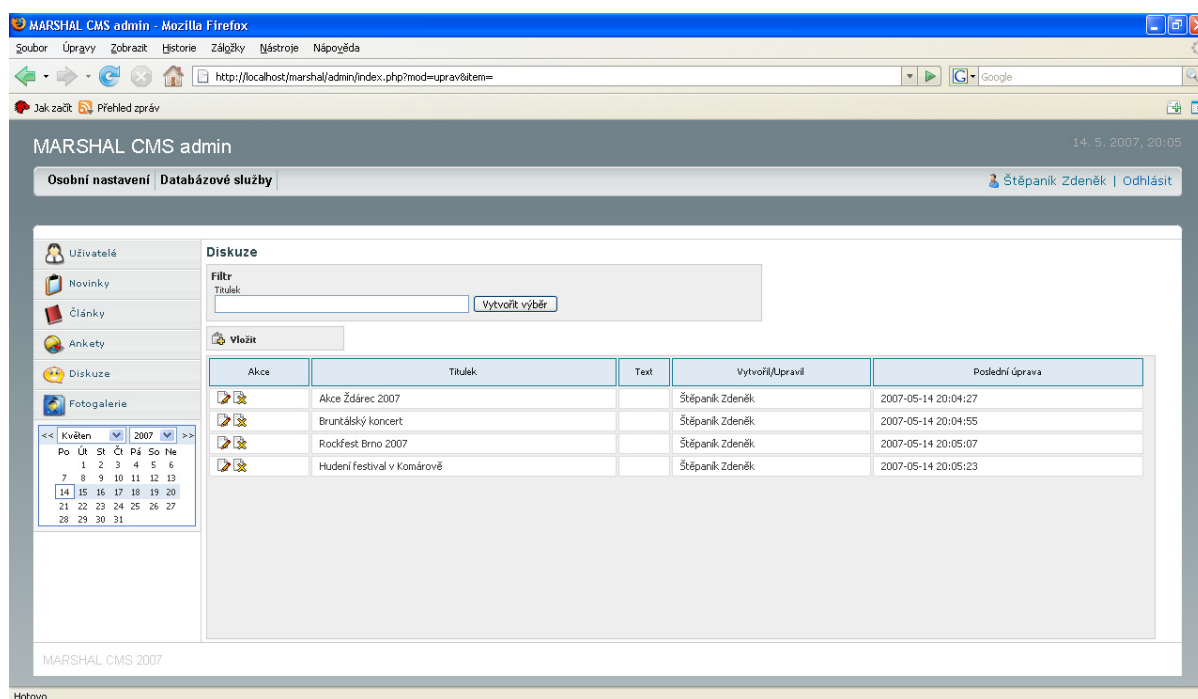 MARSHAL CMS admin - Mozilla Firefox
Soubor Úpravy Zobrazit Historie Záložky Nástroje Nápověda
http://localhost/marshal/admin/index.php?mod=uprav&item= G Google
Jak začít Přehled zpráv
MARSHAL CMS admin 14. 5. 2007, 20:05
Osobní nastavení Databázové služby Štěpaník Zdeněk | Odhlásit
Uživatelé
Novinky
Články
Ankety
Diskuze
Fotogalerie
<< Květen 2007 >>
Po Út St Čt Pá So Ne
1 2 3 4 5 6
7 8 9 10 11 12 13
14 15 16 17 18 19 20
21 22 23 24 25 26 27
28 29 30 31
Diskuze
Filtr
Titulek
Vytvořit výběr
Vložit
Akce Titulek Text Vytvořil/Upravil Poslední úprava
Akce Ždárec 2007 Štěpaník Zdeněk 2007-05-14 20:04:27
Bruntálský koncert Štěpaník Zdeněk 2007-05-14 20:04:55
Rockfest Brno 2007 Štěpaník Zdeněk 2007-05-14 20:05:07
Hudení festival v Komárově Štěpaník Zdeněk 2007-05-14 20:05:23
MARSHAL CMS 2007
Hotovo